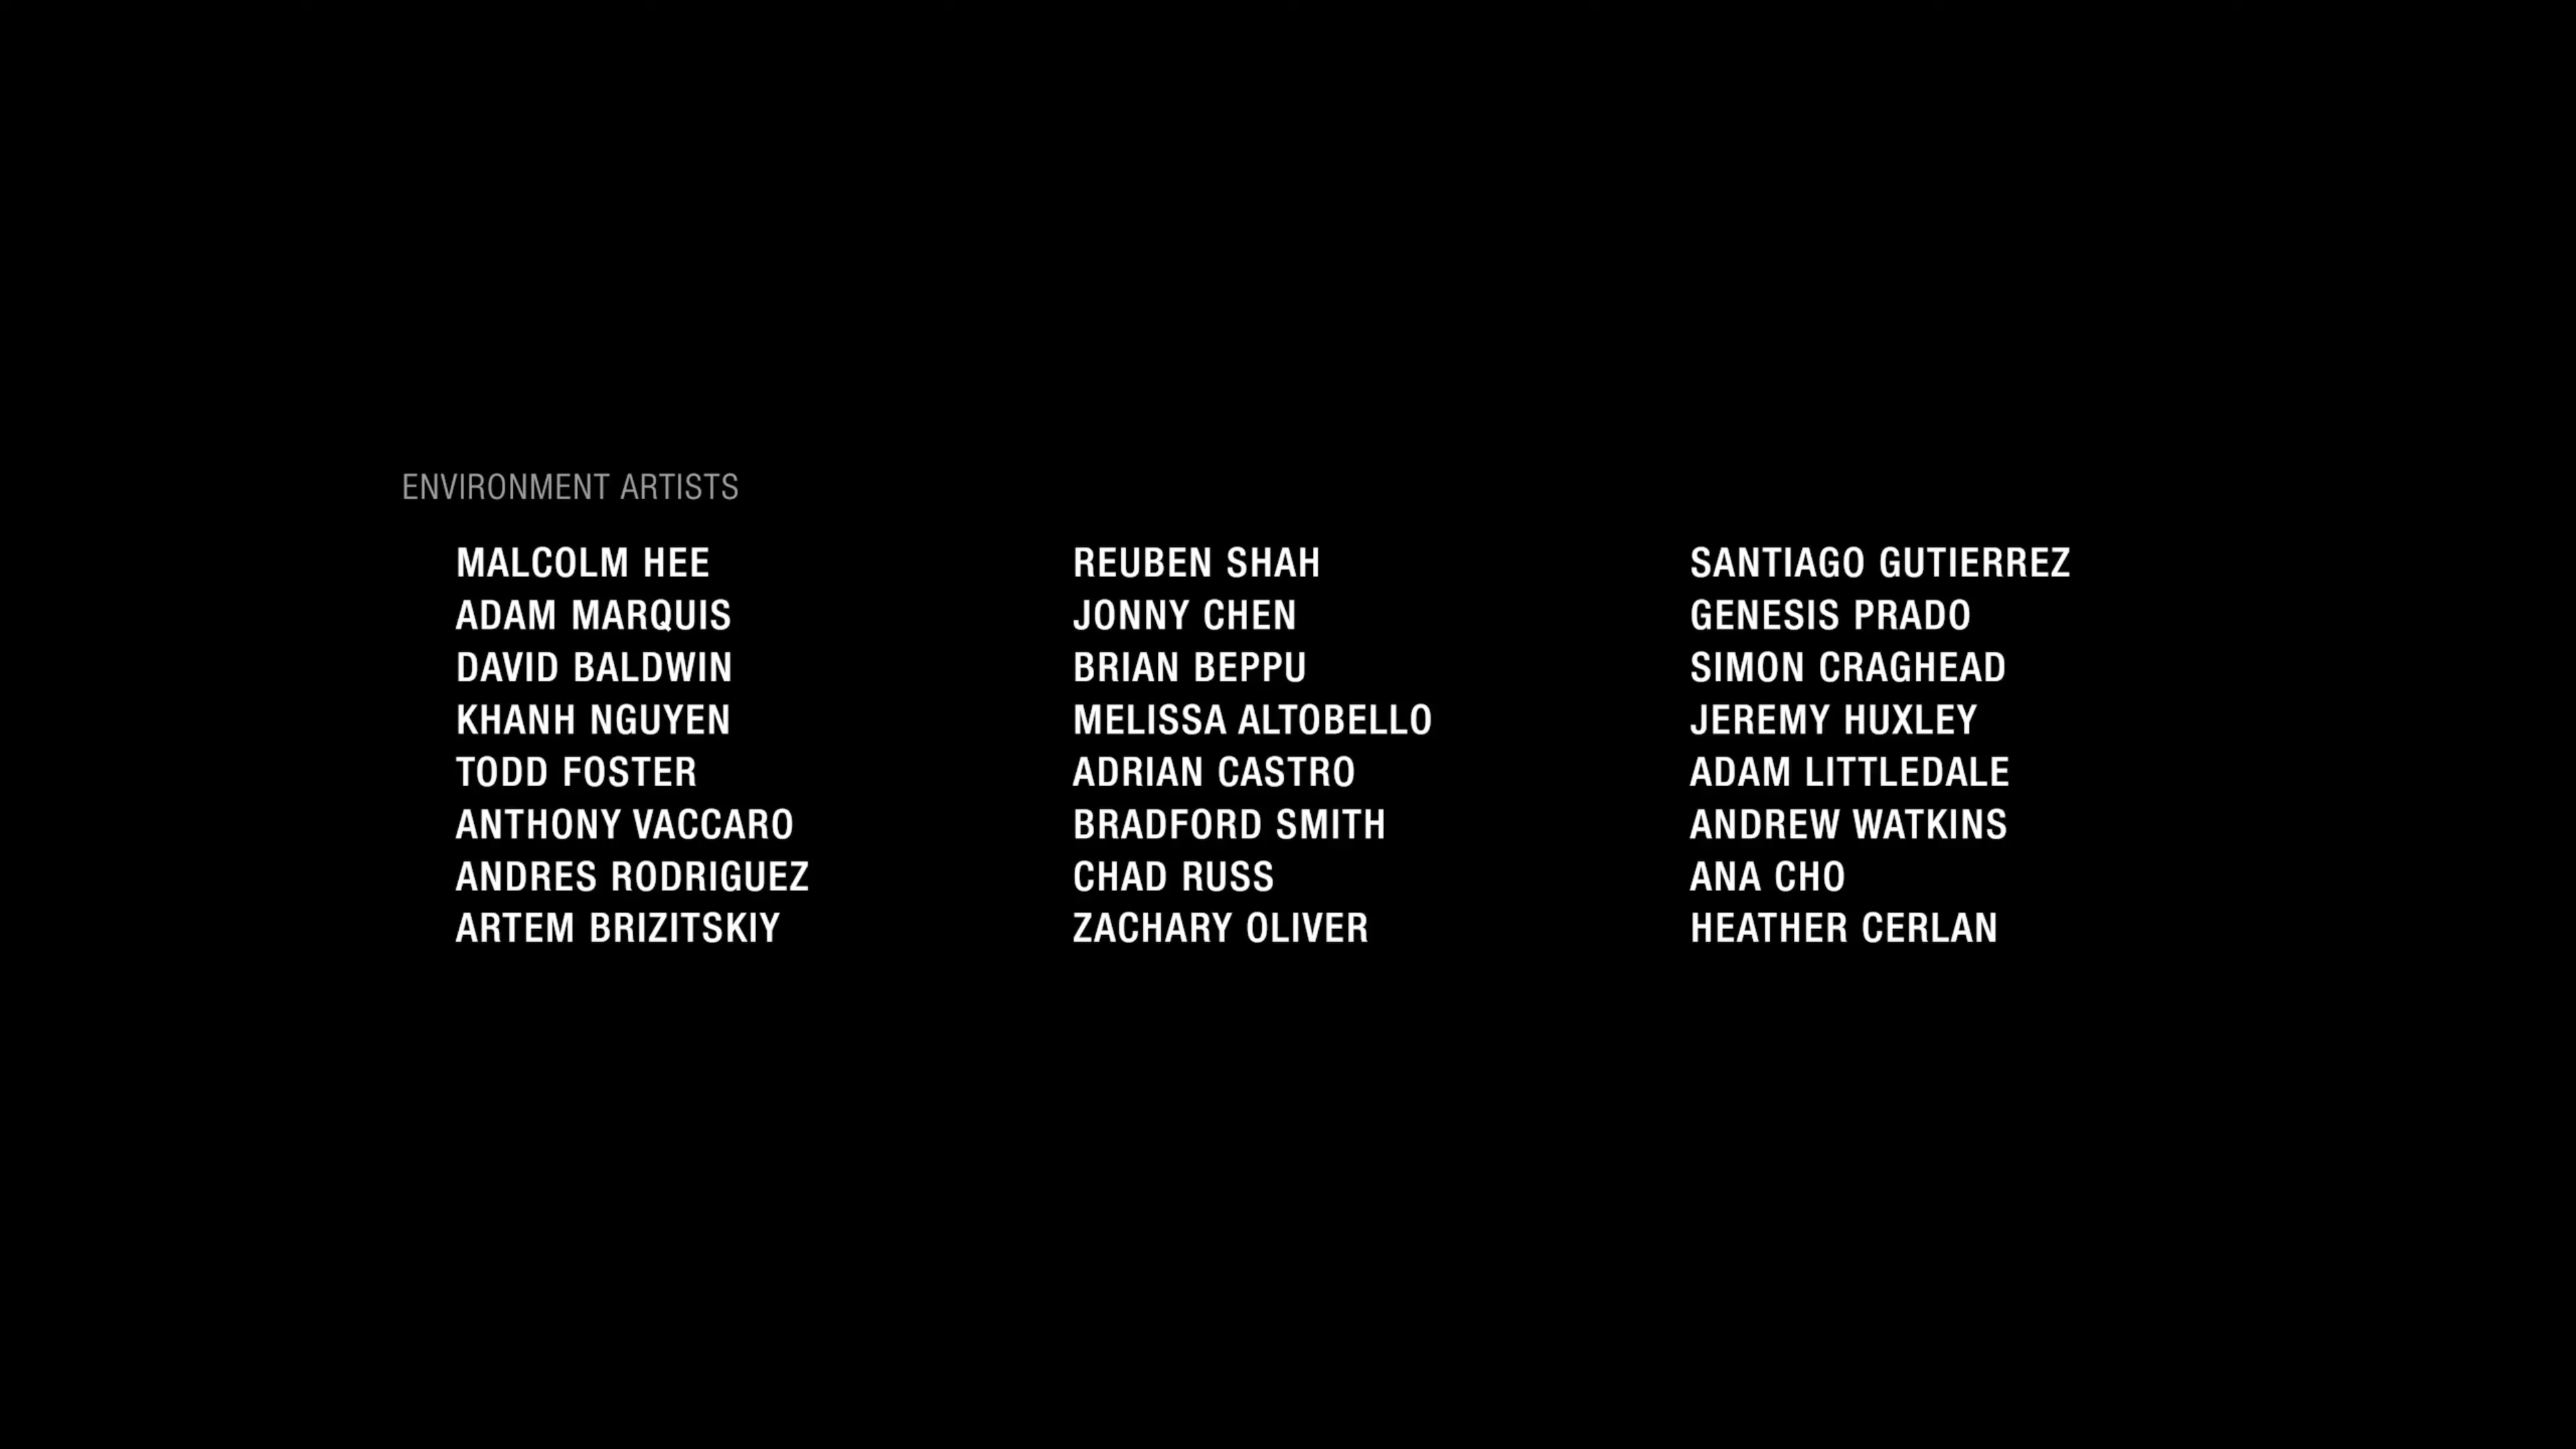 ENVIRONMENT ARTISTS
MALCOLM HEE
ADAM MARQUIS
DAVID BALDWIN
KHANH NGUYEN
TODD FOSTER
ANTHONY VACCARO
ANDRES RODRIGUEZ
ARTEM BRIZITSKIY
REUBEN SHAH
JONNY CHEN
BRIAN BEPPU
MELISSA ALTOBELLO
ADRIAN CASTRO
BRADFORD SMITH
CHAD RUSS
ZACHARY OLIVER
SANTIAGO GUTIERREZ
GENESIS PRADO
SIMON CRAGHEAD
JEREMY HUXLEY
ADAM LITTLEDALE
ANDREW WATKINS
ANA CHO
HEATHER CERLAN